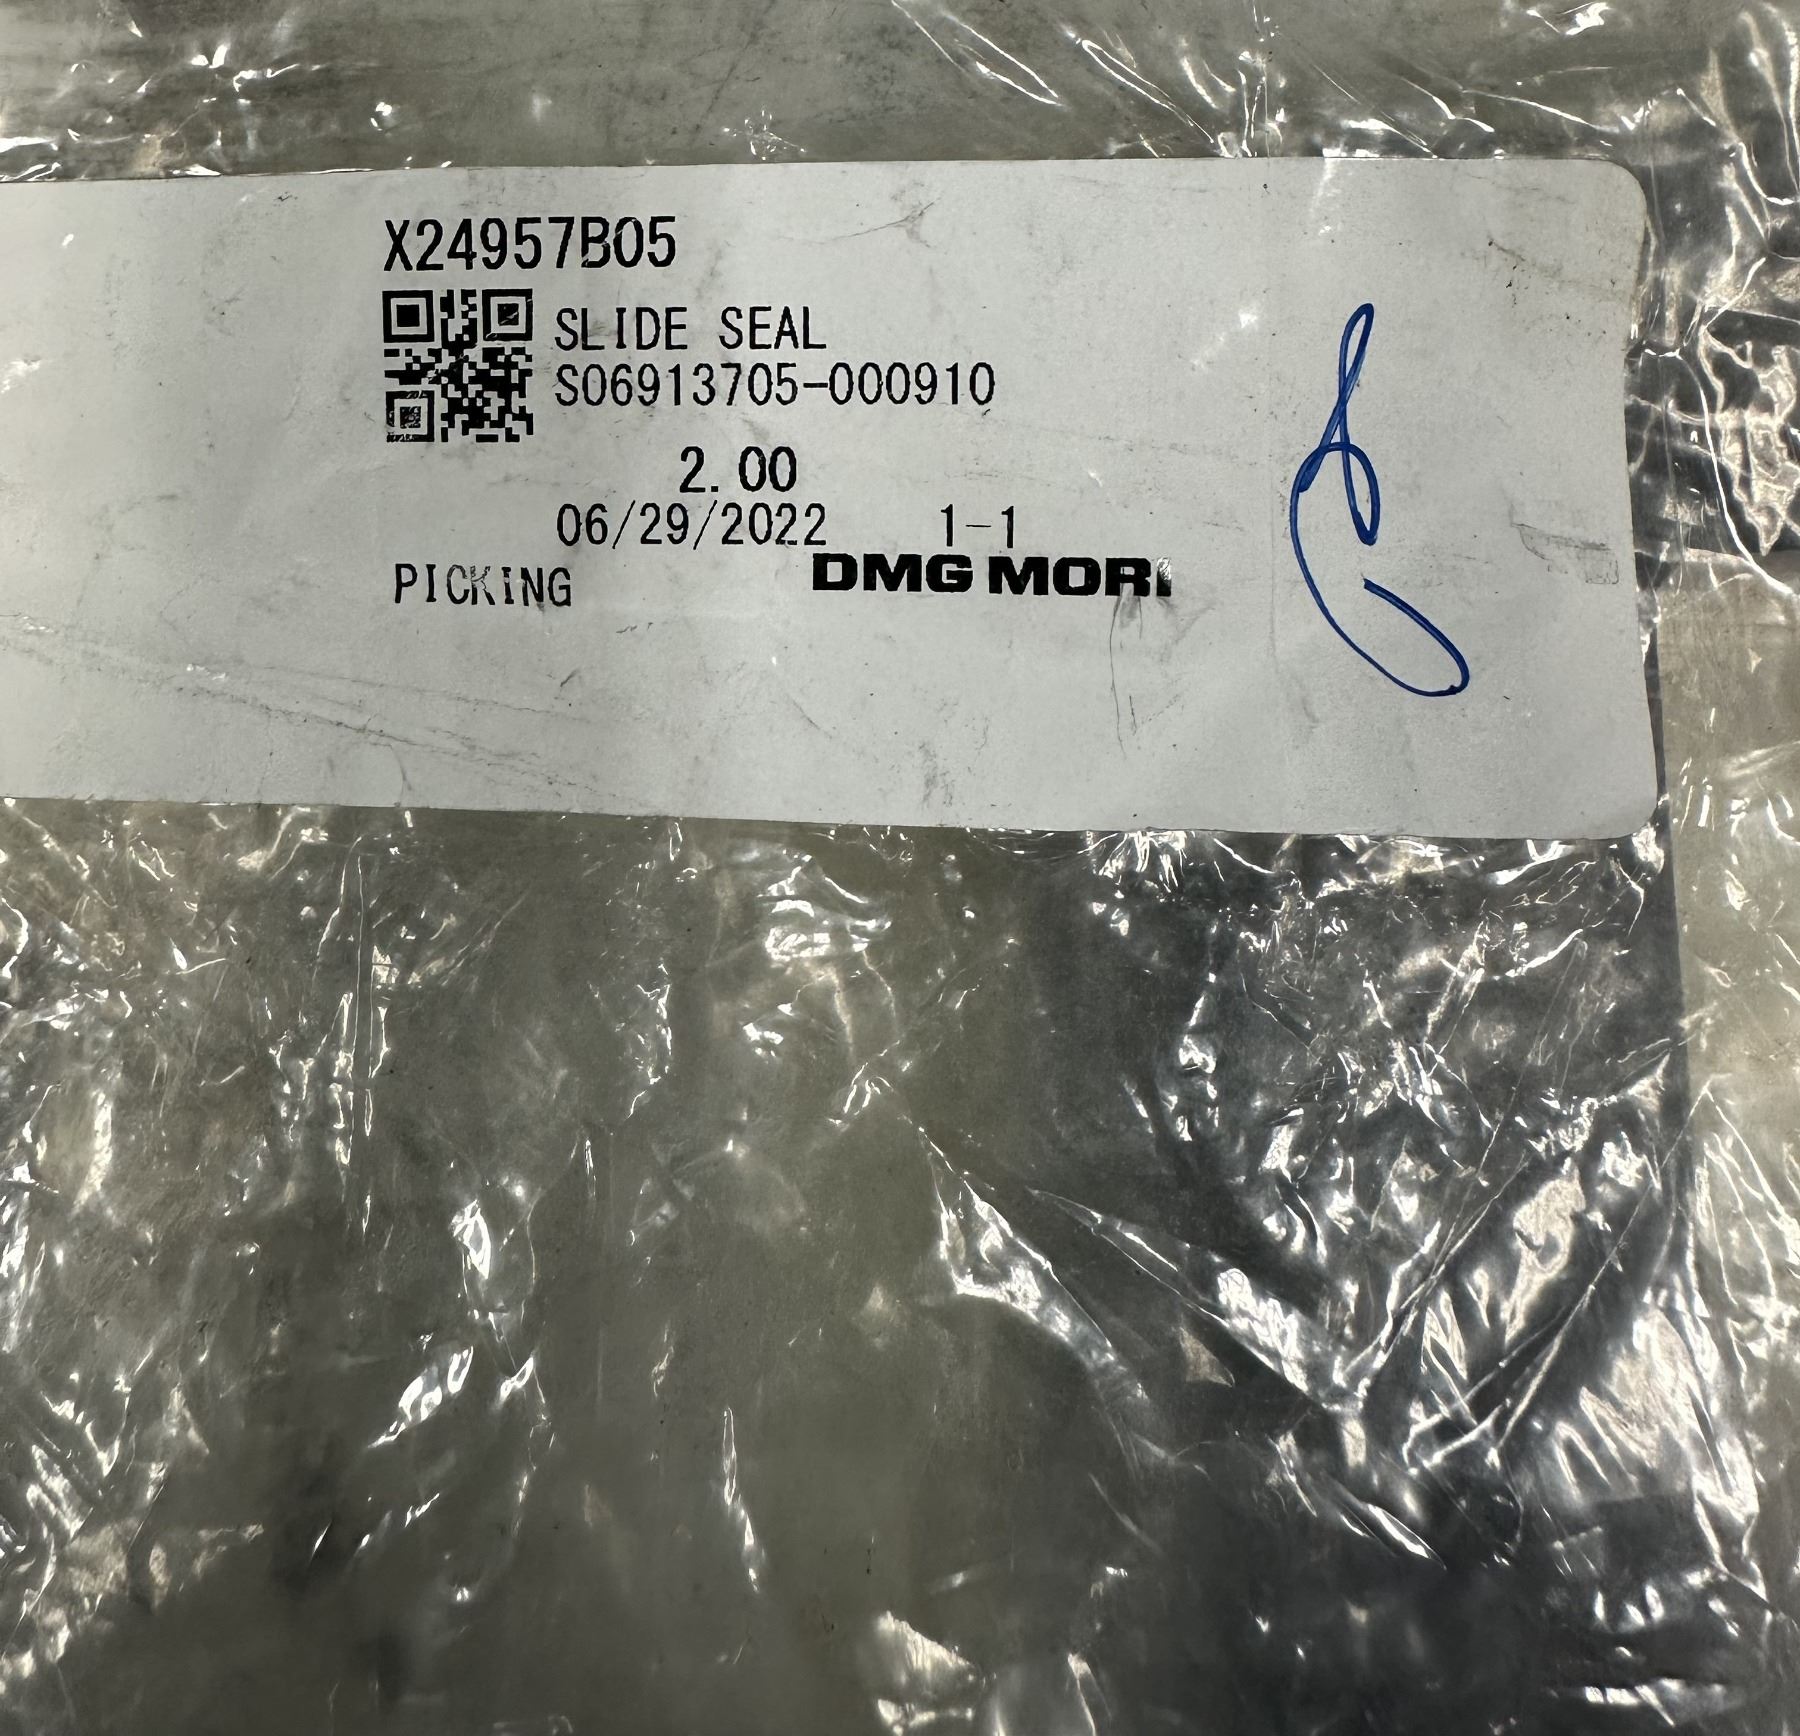 X24957B05
SLIDE SEAL
S06913705-000910
2.00
06/29/2022 1-1
PICKING DMG MORI